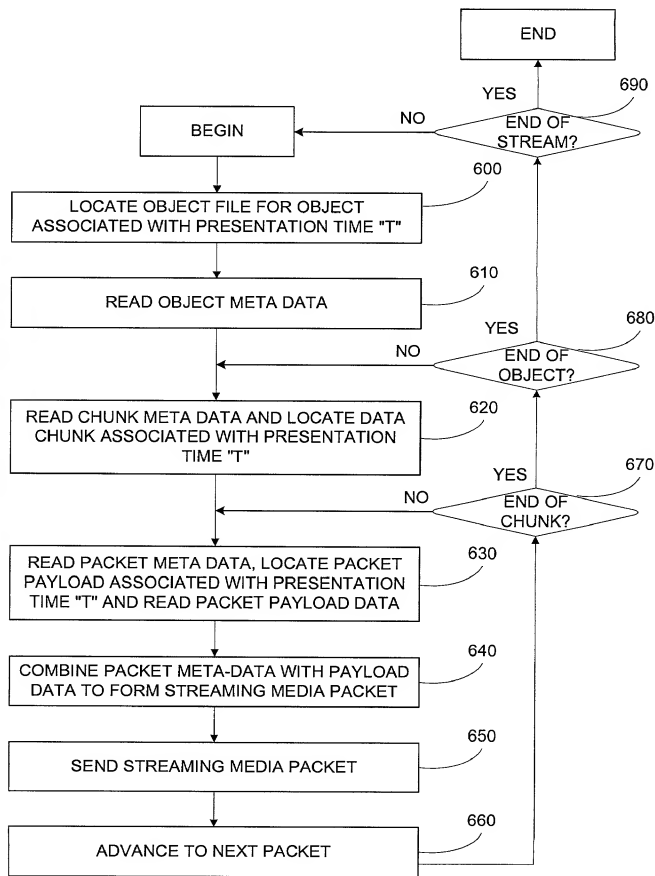 END
YES
690
NO
END OF
STREAM?
BEGIN
600
LOCATE OBJECT FILE FOR OBJECT
ASSOCIATED WITH PRESENTATION TIME "T"
610
READ OBJECT META DATA
YES
680
NO
END OF
OBJECT?
620
READ CHUNK META DATA AND LOCATE DATA
CHUNK ASSOCIATED WITH PRESENTATION
TIME "T"
YES
670
NO
END OF
CHUNK?
630
READ PACKET META DATA, LOCATE PACKET
PAYLOAD ASSOCIATED WITH PRESENTATION
TIME "T" AND READ PACKET PAYLOAD DATA
640
COMBINE PACKET META-DATA WITH PAYLOAD
DATA TO FORM STREAMING MEDIA PACKET
650
SEND STREAMING MEDIA PACKET
660
ADVANCE TO NEXT PACKET